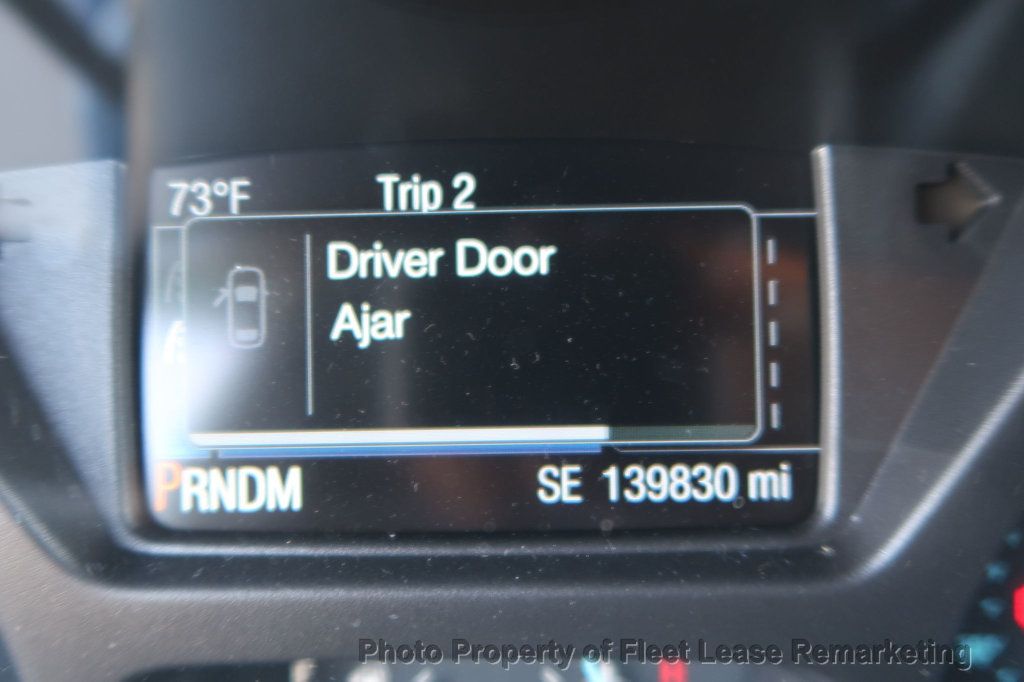 73°F Trip 2
Driver Door
Ajar
PRNDM SE 139830 mi
Photo Property of Fleet Lease Remarketing